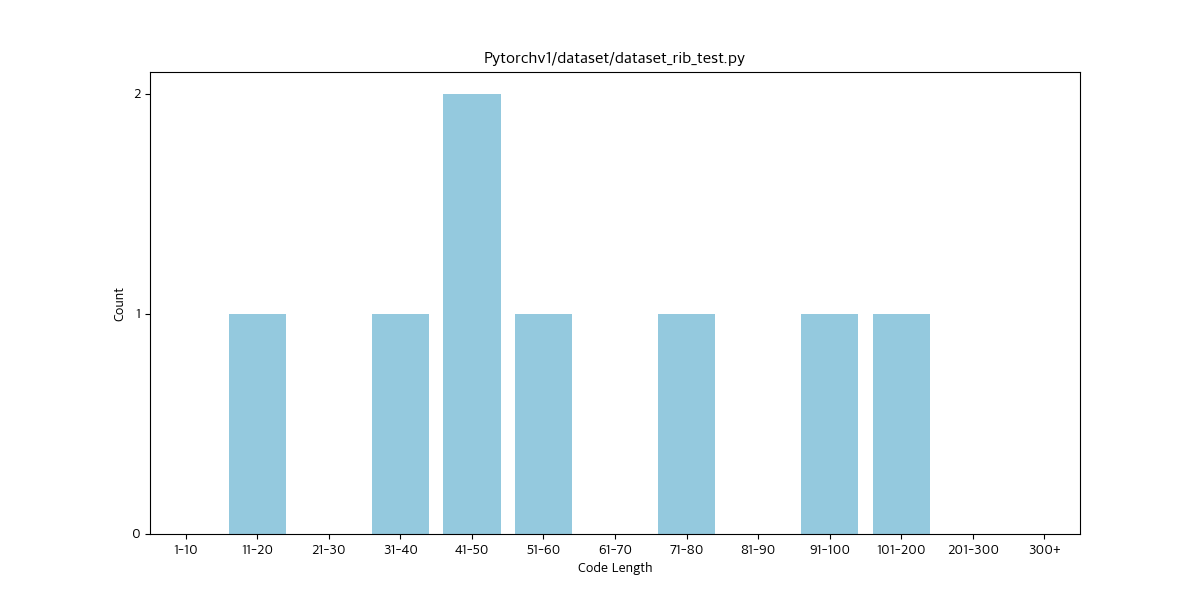 Pytorchv1/dataset/dataset_rib_test.py
Count
2
1
0
1-10 11-20 21-30 31-40 41-50 51-60 61-70 71-80 81-90 91-100 101-200 201-300 300+
Code Length